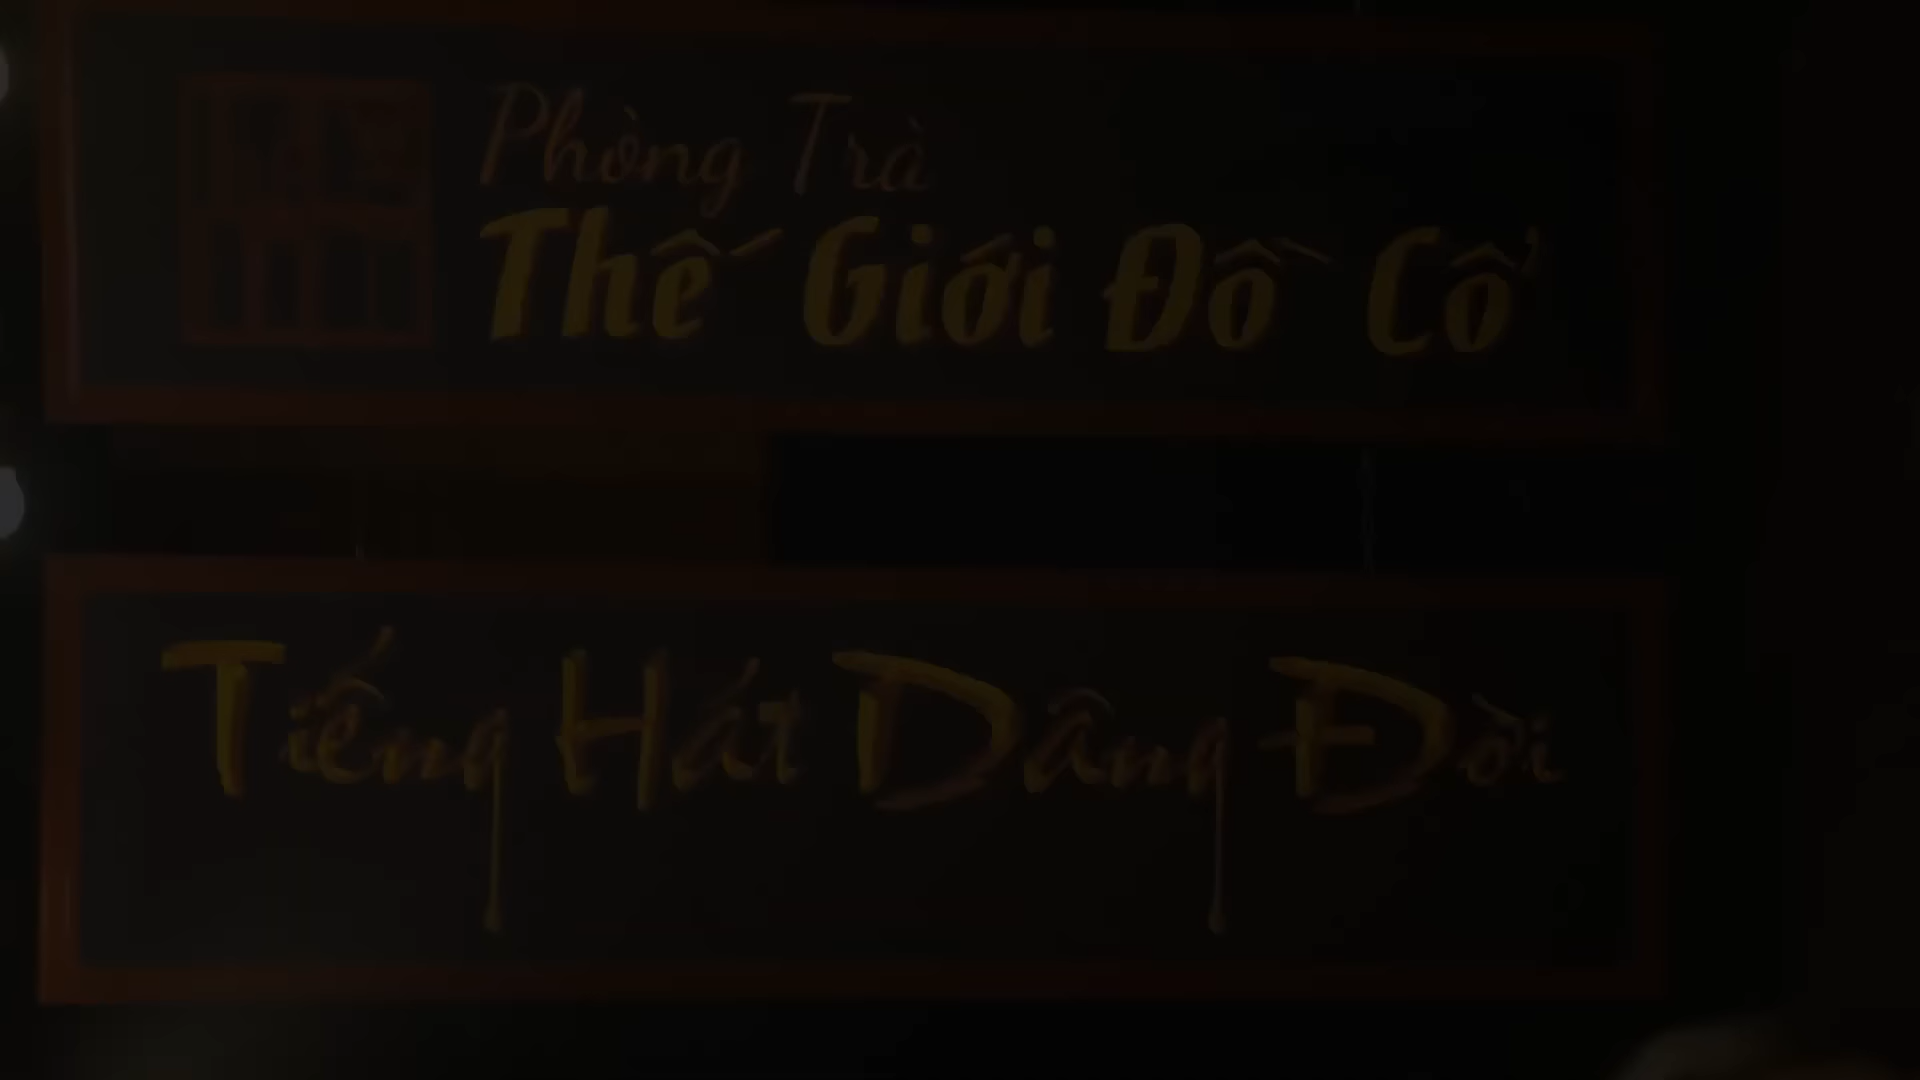 Phòng Trà
Thế Giới Đồ Cổ
Tiếng Hát Dâng Đời